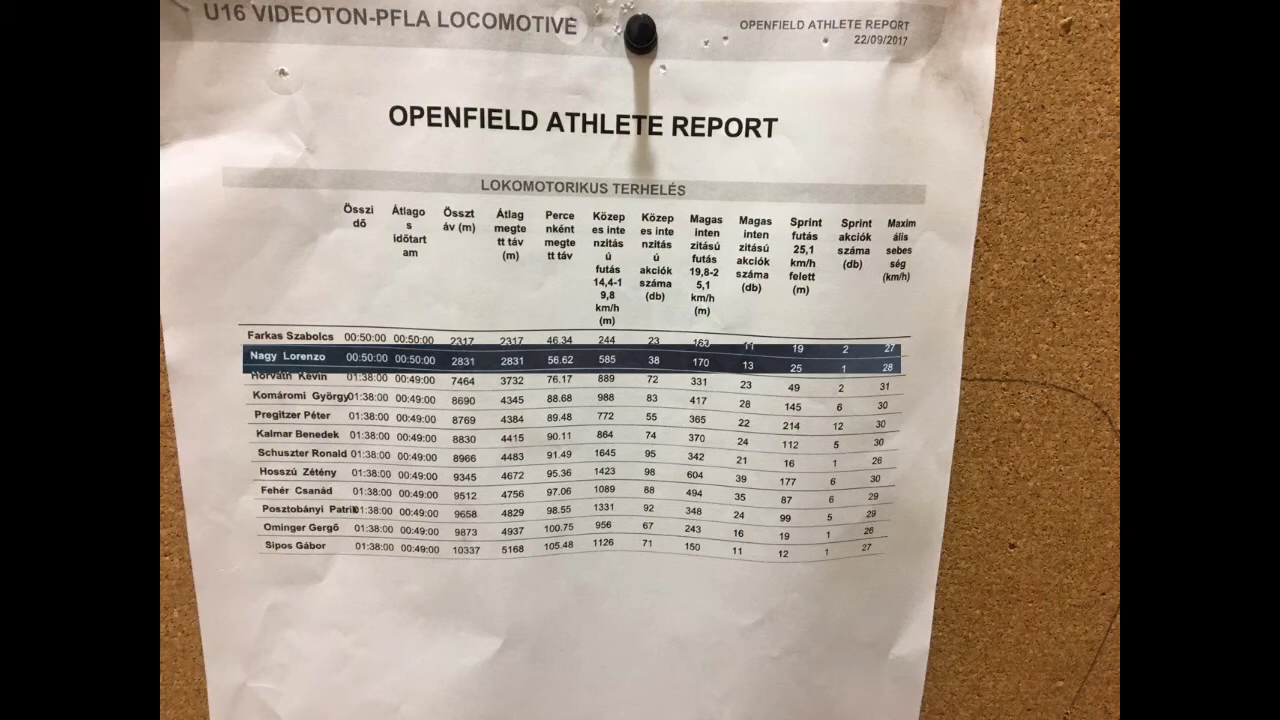 U16 VIDEOTON-PFLA LOCOMOTIVE
OPENFIELD ATHLETE REPORT
22/09/2017
OPENFIELD ATHLETE REPORT
LOKOMOTORIKUS TERHELÉS
Összi dő Átlago s időtart am Össz táv (m) Átlag megte tt táv (m) Perce nként megte tt táv Közep es inte nzitás ú futás 14,4-1 9,8 km/h (m) Közep es inte nzitás ú akciók száma (db) Magas inten zitású futás 19,8-2 5,1 km/h (m) Magas inten zitású akciók száma (db) Sprint futás 25,1 km/h felett (m) Sprint akciók száma (db) Maxim ális sebes ség (km/h)
Farkas Szabolcs 00:50:00 00:50:00 2317 2317 46.34 244 23 163 11 19 2 27
Nagy Lorenzo 00:50:00 00:50:00 2831 2831 56.62 585 38 170 13 25 1 28
Horváth Kevin 01:38:00 00:49:00 7464 3732 76.17 889 72 331 23 49 2 31
Komáromi György 01:38:00 00:49:00 8690 4345 88.68 988 83 417 28 145 6 30
Pregitzer Péter 01:38:00 00:49:00 8769 4384 89.48 772 55 365 22 214 12 30
Kalmar Benedek 01:38:00 00:49:00 8830 4415 90.11 864 74 370 24 112 5 30
Schuszter Ronald 01:38:00 00:49:00 8966 4483 91.49 1645 95 342 21 16 1 26
Hosszú Zétény 01:38:00 00:49:00 9345 4672 95.36 1423 98 604 39 177 6 30
Fehér Csanád 01:38:00 00:49:00 9512 4756 97.06 1089 88 494 35 87 6 29
Posztobányi Patrik 01:38:00 00:49:00 9658 4829 98.55 1331 92 348 24 99 5 29
Ominger Gergő 01:38:00 00:49:00 9873 4937 100.75 956 67 243 16 19 1 26
Sipos Gábor 01:38:00 00:49:00 10337 5168 105.48 1126 71 150 11 12 1 27